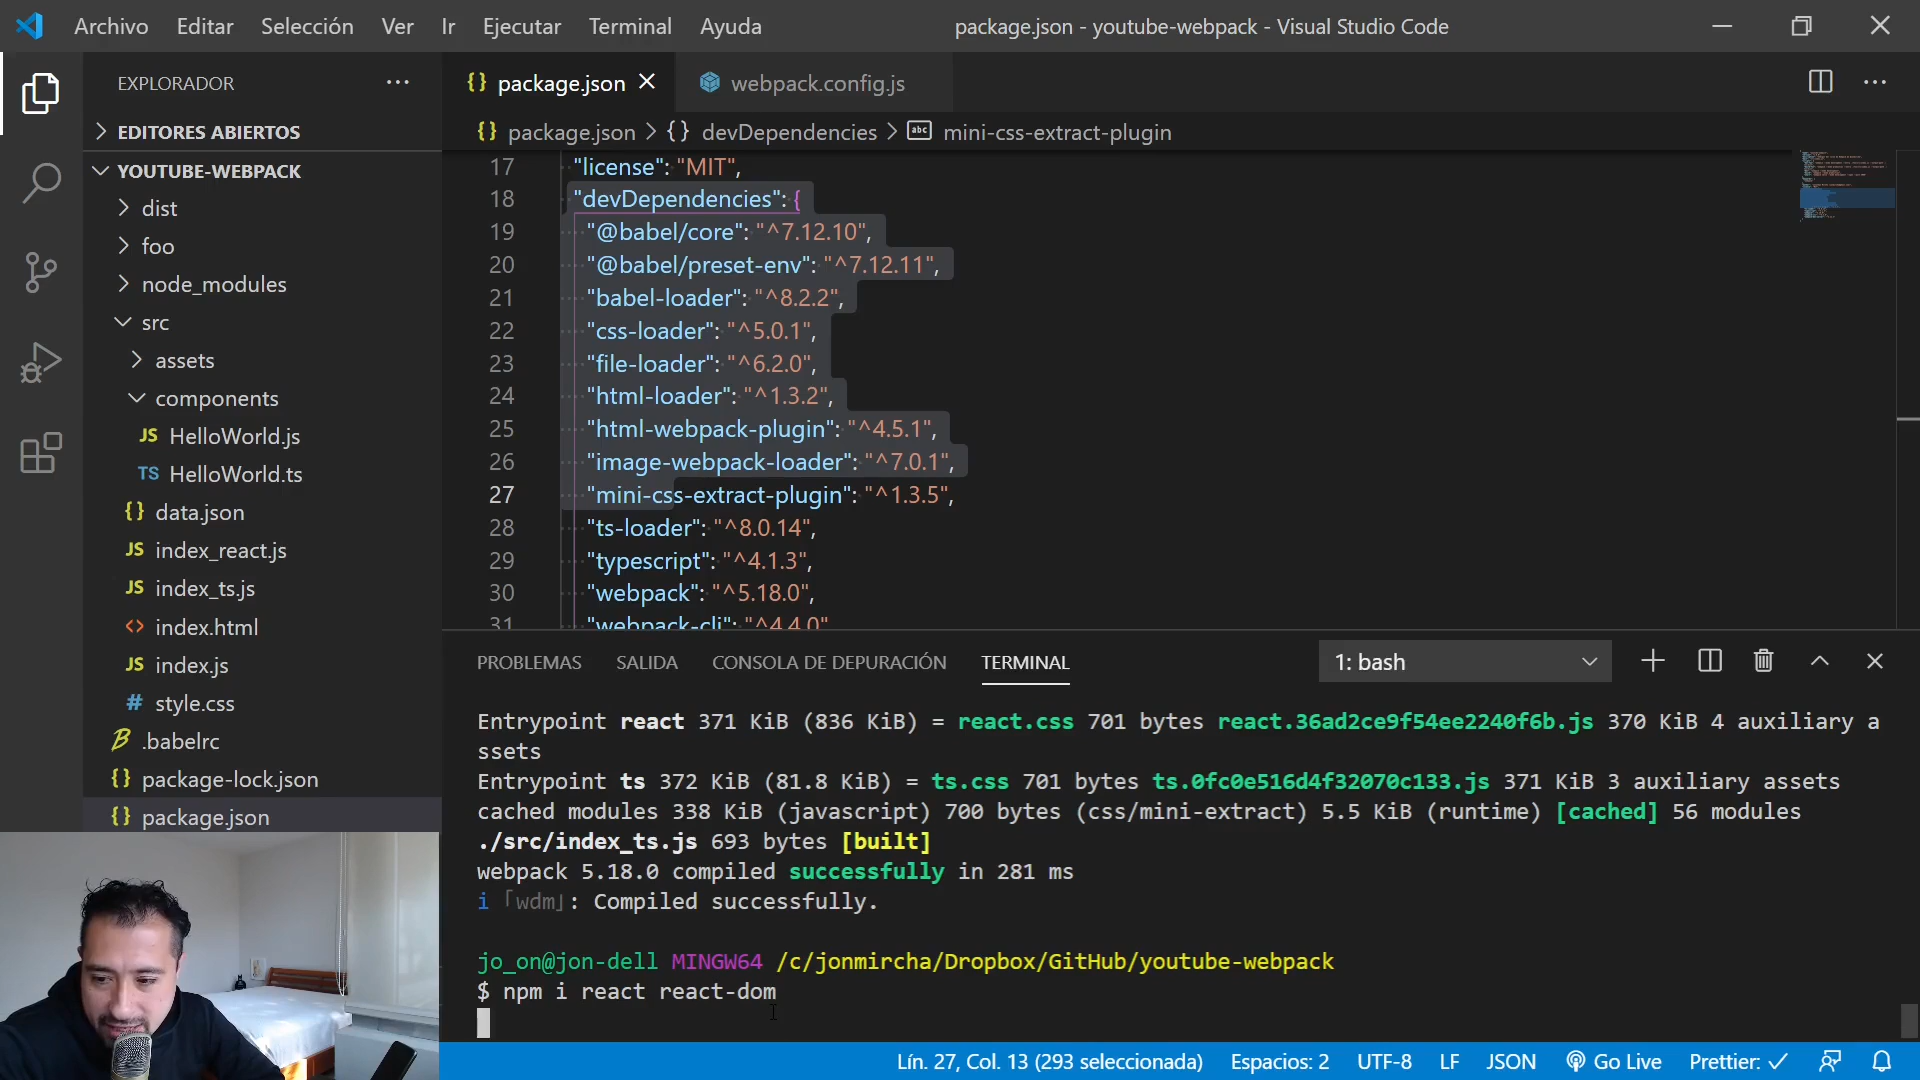 Archivo Editar Selección Ver Ir Ejecutar Terminal Ayuda package.json - youtube-webpack - Visual Studio Code
EXPLORADOR
EDITORES ABIERTOS
YOUTUBE-WEBPACK
dist
foo
node_modules
src
assets
components
JS HelloWorld.js
TS HelloWorld.ts
{} data.json
JS index_react.js
JS index_ts.js
<> index.html
JS index.js
# style.css
.babelrc
{} package-lock.json
{} package.json
{} package.json webpack.config.js
{} package.json > {} devDependencies > abc mini-css-extract-plugin
17 "license": "MIT",
18 "devDependencies": {
19 "@babel/core": "^7.12.10",
20 "@babel/preset-env": "^7.12.11",
21 "babel-loader": "^8.2.2",
22 "css-loader": "^5.0.1",
23 "file-loader": "^6.2.0",
24 "html-loader": "^1.3.2",
25 "html-webpack-plugin": "^4.5.1",
26 "image-webpack-loader": "^7.0.1",
27 "mini-css-extract-plugin": "^1.3.5",
28 "ts-loader": "^8.0.14",
29 "typescript": "^4.1.3",
30 "webpack": "^5.18.0",
31 "webpack-cli": "^4.4.0"
PROBLEMAS SALIDA CONSOLA DE DEPURACIÓN TERMINAL 1: bash
Entrypoint react 371 KiB (836 KiB) = react.css 701 bytes react.36ad2ce9f54ee2240f6b.js 370 KiB 4 auxiliary a
ssets
Entrypoint ts 372 KiB (81.8 KiB) = ts.css 701 bytes ts.0fc0e516d4f32070c133.js 371 KiB 3 auxiliary assets
cached modules 338 KiB (javascript) 700 bytes (css/mini-extract) 5.5 KiB (runtime) [cached] 56 modules
./src/index_ts.js 693 bytes [built]
webpack 5.18.0 compiled successfully in 281 ms
i ｢wdm｣: Compiled successfully.
jo_on@jon-dell MINGW64 /c/jonmircha/Dropbox/GitHub/youtube-webpack
$ npm i react react-dom
Lín. 27, Col. 13 (293 seleccionada) Espacios: 2 UTF-8 LF JSON Go Live Prettier: ✓